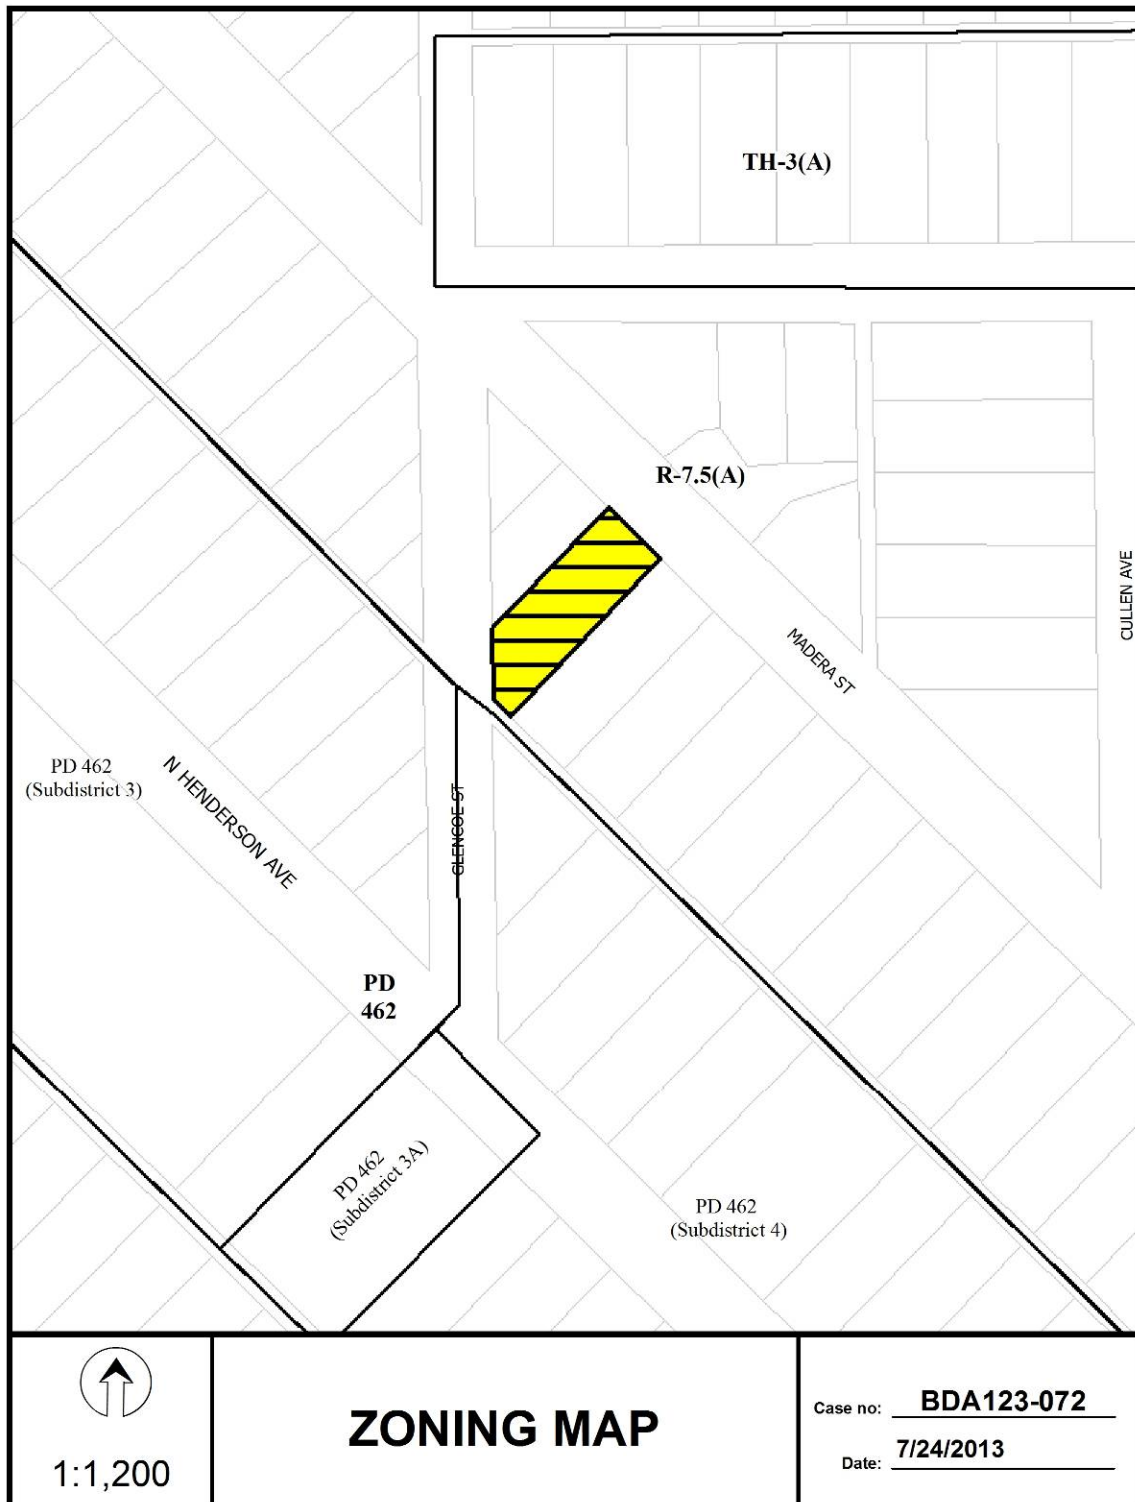 TH-3(A)
R-7.5(A)
CULLEN AVE
MADERA ST
PD 462
(Subdistrict 3)
N HENDERSON AVE
GLENCOE ST
PD
462
PD 462
(Subdistrict 3A)
PD 462
(Subdistrict 4)
1:1,200
ZONING MAP
Case no: BDA123-072
Date: 7/24/2013